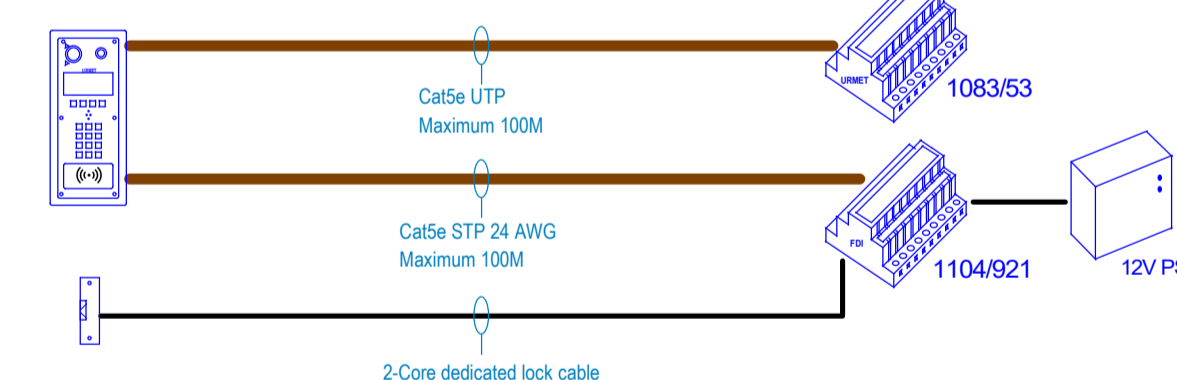 URMET
URMET
1083/53
Cat5e UTP
Maximum 100M
FDI
1104/921
12V
Cat5e STP 24 AWG
Maximum 100M
2-Core dedicated lock cable